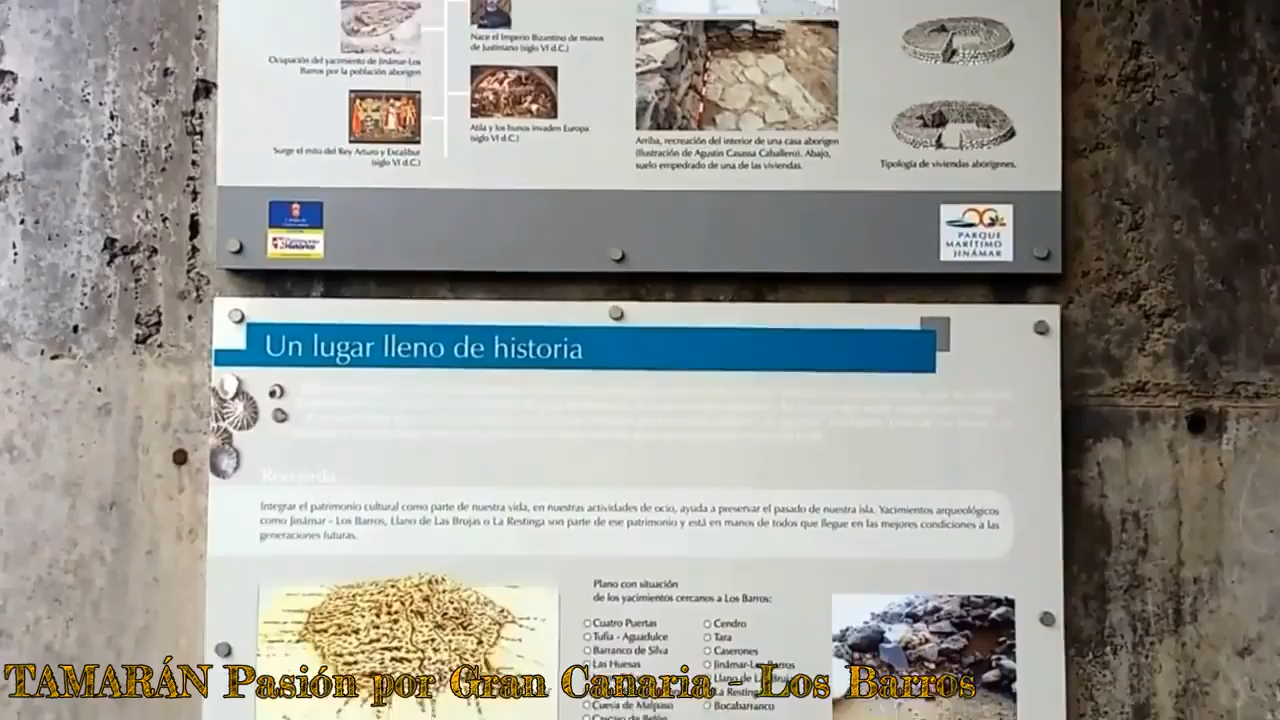 Ocupación del yacimiento de Jinámar-Los
Barros por la población aborigen
Surge el mito del Rey Arturo y Excalibur
(siglo VI d.C.)
Nace el Imperio Bizantino de manos
de Justiniano (siglo VI d.C.)
Atila y los hunos invaden Europa
(siglo VI d.C.)
Arriba, recreación del interior de una casa aborigen
(Ilustración de Agustín Casassa Caballero). Abajo,
suelo empedrado de una de las viviendas.
Tipología de viviendas aborígenes.
PARQUE
MARÍTIMO
JINÁMAR
Un lugar lleno de historia
Recuerda
Integrar el patrimonio cultural como parte de nuestra vida, en nuestras actividades de ocio, ayuda a preservar el pasado de nuestra isla. Yacimientos arqueológicos
como Jinámar - Los Barros, Llano de Las Brujas o La Restinga son parte de ese patrimonio y está en manos de todos que llegue en las mejores condiciones a las
generaciones futuras.
Plano con situación
de los yacimientos cercanos a Los Barros:
Cuatro Puertas
Tufia - Aguadulce
Barranco de Silva
Las Huesas
Cueva de Malpaso
Cendro
Tara
Caserones
Jinámar-Los Barros
Llano de Las Brujas
La Restinga
Bocabarranco
TAMARÁN Pasión por Gran Canaria - Los Barros